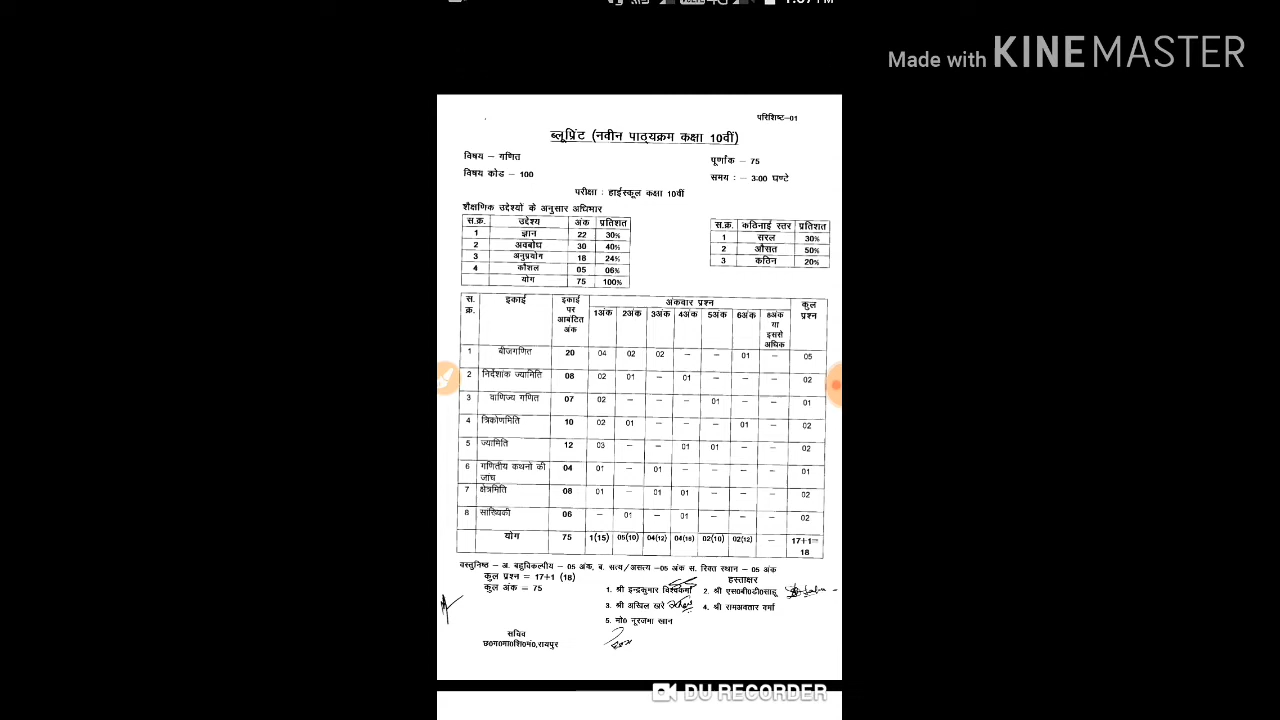 1:37 PM
Made with KINEMASTER
परिशिष्ट–01
ब्लूप्रिंट (नवीन पाठ्यक्रम कक्षा 10वीं)
विषय – गणित
पूर्णांक – 75
विषय कोड – 100
समय : – 3:00 घण्टे
परीक्षा : हाईस्कूल कक्षा 10वीं
शैक्षणिक उद्देश्यों के अनुसार अधिभार
स.क्र. उद्देश्य अंक प्रतिशत
1 ज्ञान 22 30%
2 अवबोध 30 40%
3 अनुप्रयोग 18 24%
4 कौशल 05 06%
योग 75 100%
स.क्र. कठिनाई स्तर प्रतिशत
1 सरल 30%
2 औसत 50%
3 कठिन 20%
स. क्र. इकाई इकाई पर आबंटित अंक अंकवार प्रश्न कुल प्रश्न
1अंक 2अंक 3अंक 4अंक 5अंक 6अंक 8अंक या इससे अधिक
1 बीजगणित 20 04 02 02 – – 01 – 05
2 निर्देशांक ज्यामिति 08 02 01 – 01 – – – 02
3 वाणिज्य गणित 07 02 – – – 01 – – 01
4 त्रिकोणमिति 10 02 01 – – – 01 – 02
5 ज्यामिति 12 03 – – 01 01 – – 02
6 गणितीय कथनो की जांच 04 01 – 01 – – – – 01
7 क्षेत्रमिति 08 01 – 01 01 – – – 02
8 सांख्यिकी 06 – 01 – 01 – – – 02
योग 75 1(15) 05(10) 04(12) 04(16) 02(10) 02(12) – 17+1= 18
वस्तुनिष्ठ – अ. बहुविकल्पीय – 05 अंक, ब. सत्य/असत्य –05 अंक स. रिक्त स्थान – 05 अंक
कुल प्रश्न = 17+1 (18)
हस्ताक्षर
कुल अंक = 75
1. श्री इन्द्रकुमार विश्वकर्मा 2. श्री एस0बी0डी0साहू
3. श्री अखिल खरे 4. श्री रामअवतार वर्मा
5. मो0 नूरजमा खान
सचिव
छ0ग0मा0शि0मं0,रायपुर
DU RECORDER